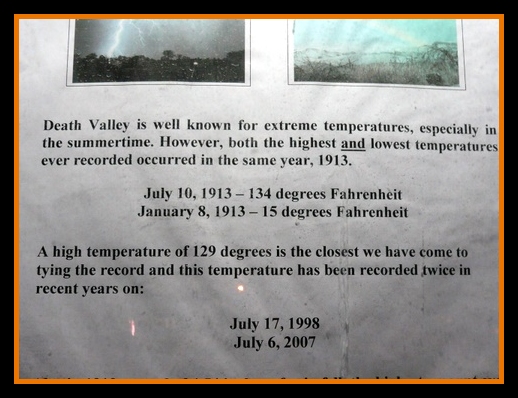 Death Valley is well known for extreme temperatures, especially in
the summertime. However, both the highest and lowest temperatures
ever recorded occurred in the same year, 1913.
July 10, 1913 – 134 degrees Fahrenheit
January 8, 1913 – 15 degrees Fahrenheit
A high temperature of 129 degrees is the closest we have come to
tying the record and this temperature has been recorded twice in
recent years on:
July 17, 1998
July 6, 2007